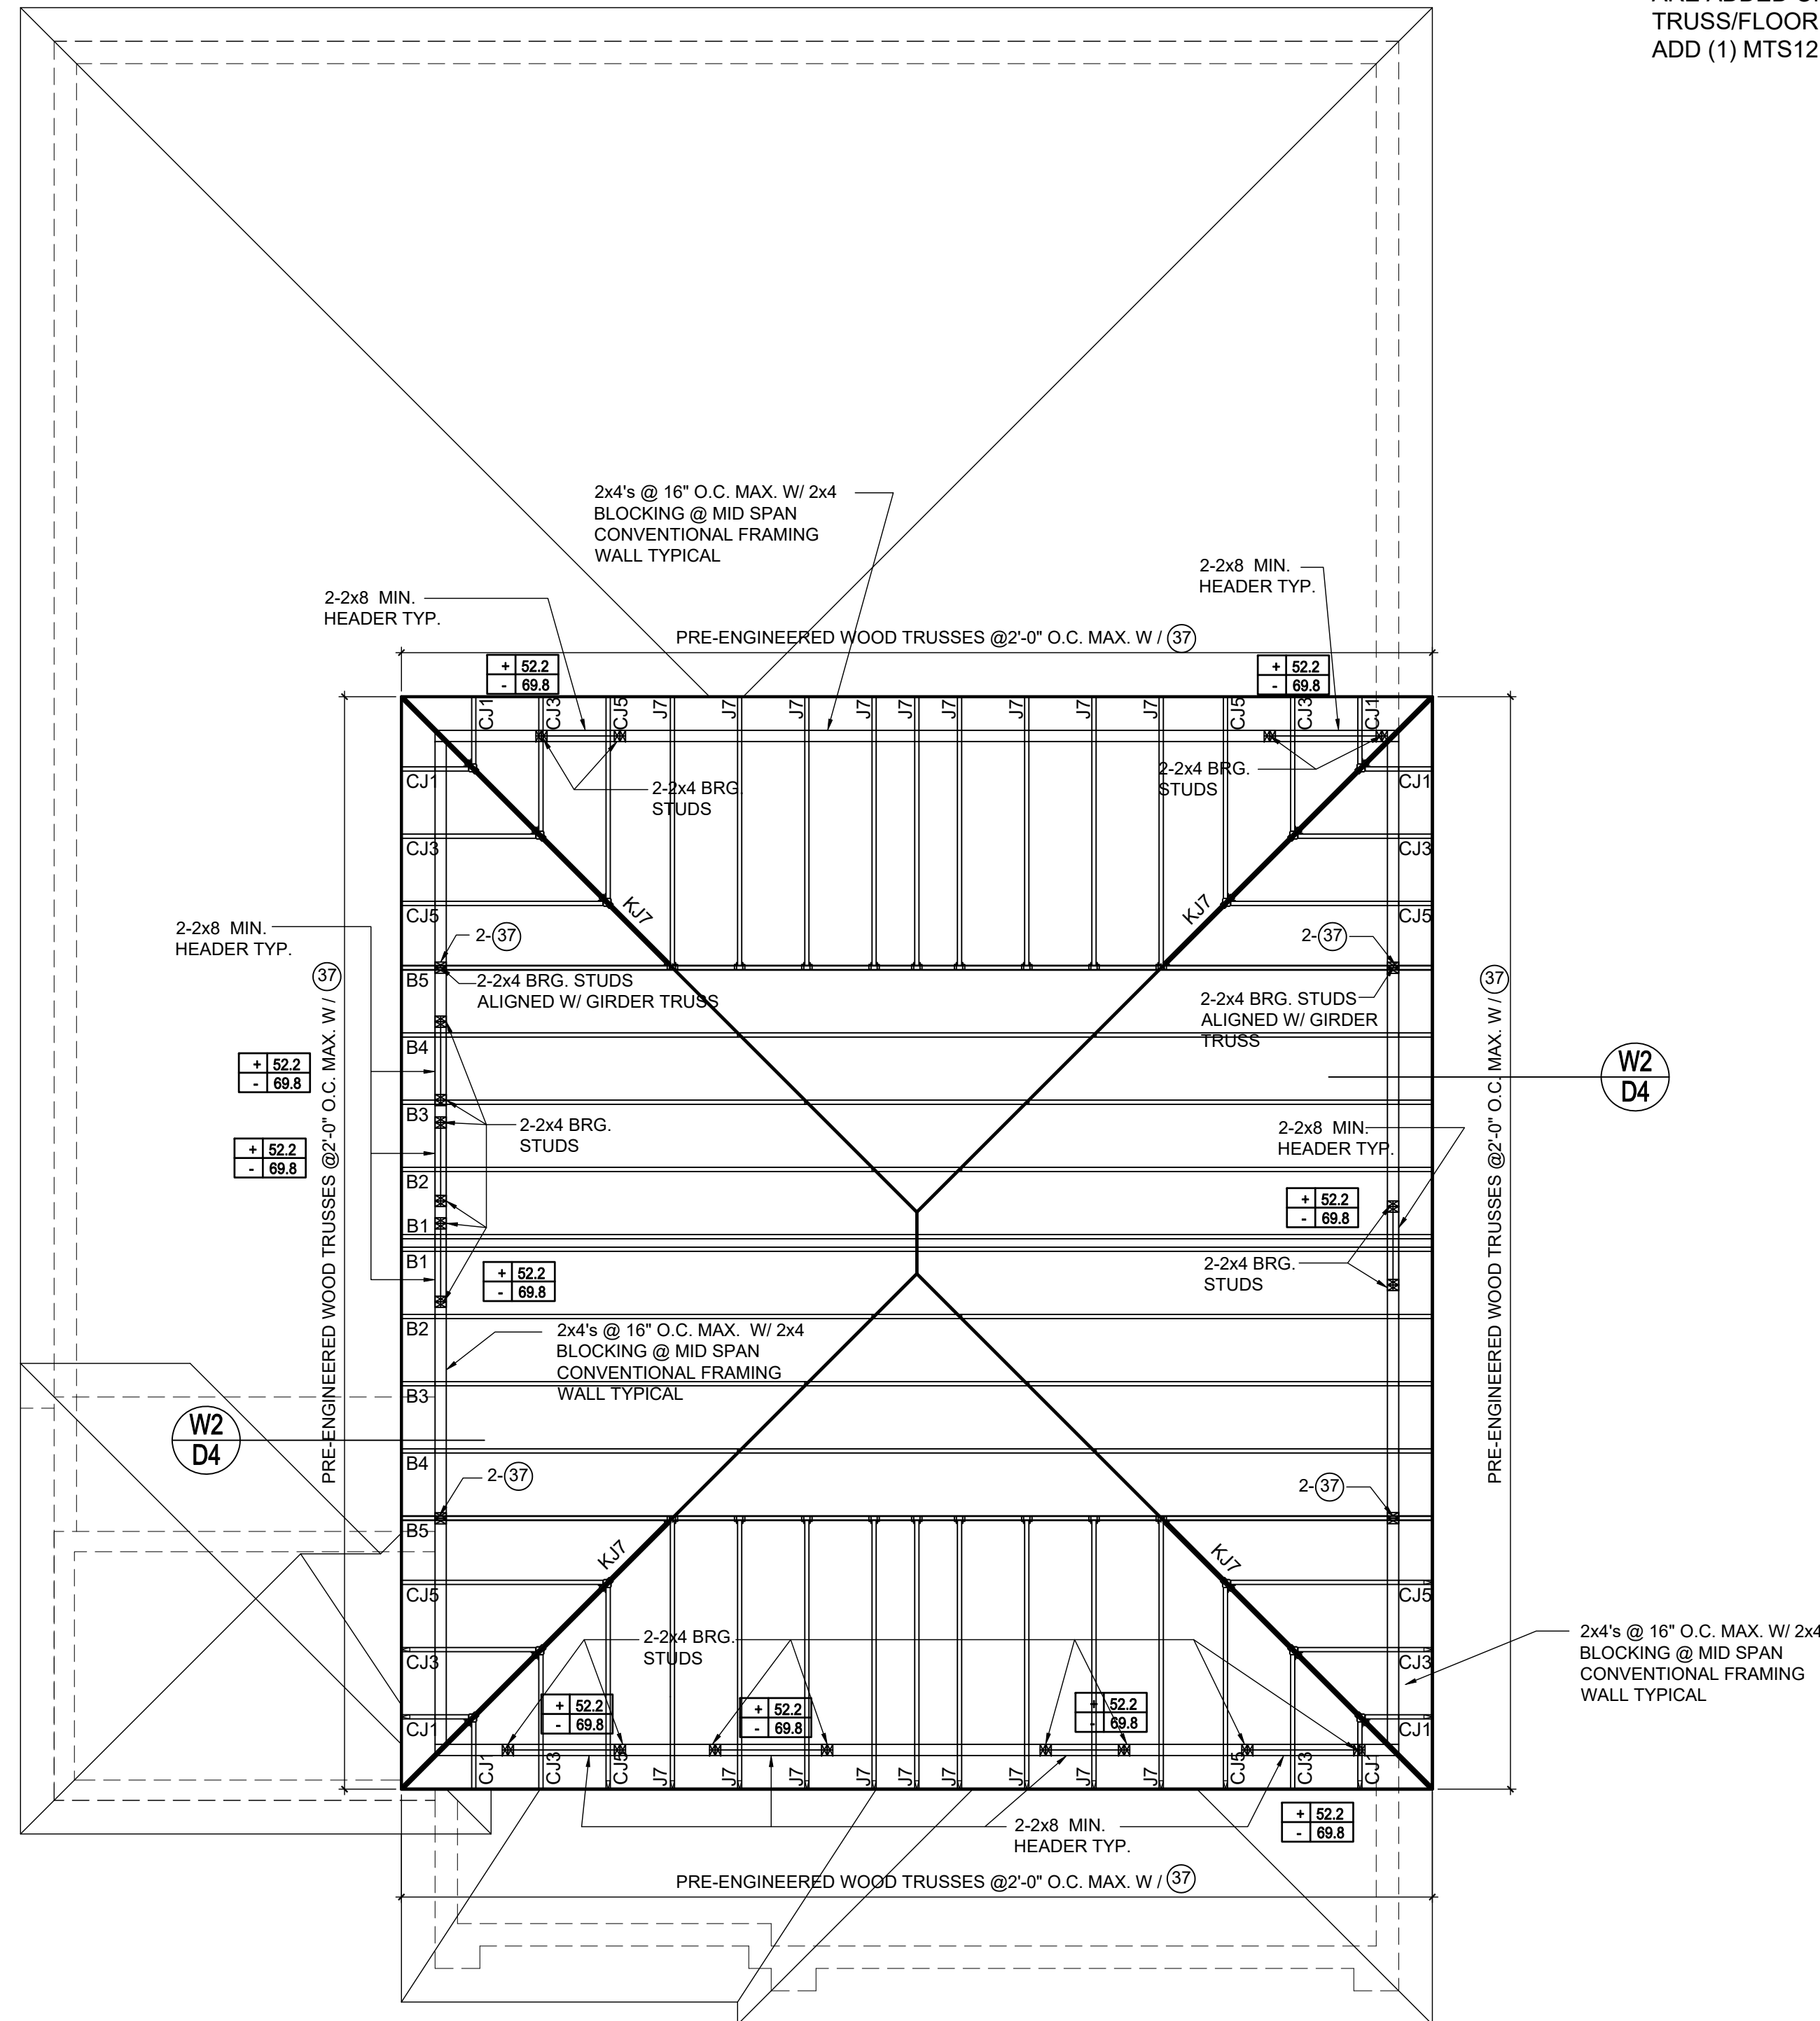 TRUSS/FLOOR
ADD (1) MTS12
2x4's @ 16" O.C. MAX. W/ 2x4
BLOCKING @ MID SPAN
CONVENTIONAL FRAMING
WALL TYPICAL
2-2x8 MIN.
HEADER TYP.
2-2x8 MIN.
HEADER TYP.
PRE-ENGINEERED WOOD TRUSSES @2'-0" O.C. MAX. W / 37
+ 52.2
- 69.8
+ 52.2
- 69.8
CJ1
CJ3
CJ5
J7
J7
J7
J7
J7
J7
J7
J7
J7
CJ5
CJ3
CJ1
2-2x4 BRG.
STUDS
2-2x4 BRG.
STUDS
CJ1
CJ1
CJ3
CJ3
KJ7
KJ7
CJ5
CJ5
2-2x8 MIN.
HEADER TYP.
2-37
2-37
B5
2-2x4 BRG. STUDS
ALIGNED W/ GIRDER TRUSS
2-2x4 BRG. STUDS
ALIGNED W/ GIRDER
TRUSS
PRE-ENGINEERED WOOD TRUSSES @2'-0" O.C. MAX. W / 37
PRE-ENGINEERED WOOD TRUSSES @2'-0" O.C. MAX. W / 37
B4
+ 52.2
- 69.8
W2
D4
B3
2-2x4 BRG.
STUDS
2-2x8 MIN.
HEADER TYP.
+ 52.2
- 69.8
B2
+ 52.2
- 69.8
B1
B1
2-2x4 BRG.
STUDS
+ 52.2
- 69.8
B2
2x4's @ 16" O.C. MAX. W/ 2x4
BLOCKING @ MID SPAN
CONVENTIONAL FRAMING
WALL TYPICAL
B3
W2
D4
B4
2-37
2-37
B5
KJ7
KJ7
CJ5
CJ5
2-2x4 BRG.
STUDS
2x4's @ 16" O.C. MAX. W/ 2x4
BLOCKING @ MID SPAN
CONVENTIONAL FRAMING
WALL TYPICAL
CJ3
CJ3
+ 52.2
- 69.8
+ 52.2
- 69.8
+ 52.2
- 69.8
CJ1
CJ1
CJ1
CJ3
CJ5
J7
J7
J7
J7
J7
J7
J7
J7
J7
CJ5
CJ3
CJ1
2-2x8 MIN.
HEADER TYP.
+ 52.2
- 69.8
PRE-ENGINEERED WOOD TRUSSES @2'-0" O.C. MAX. W / 37